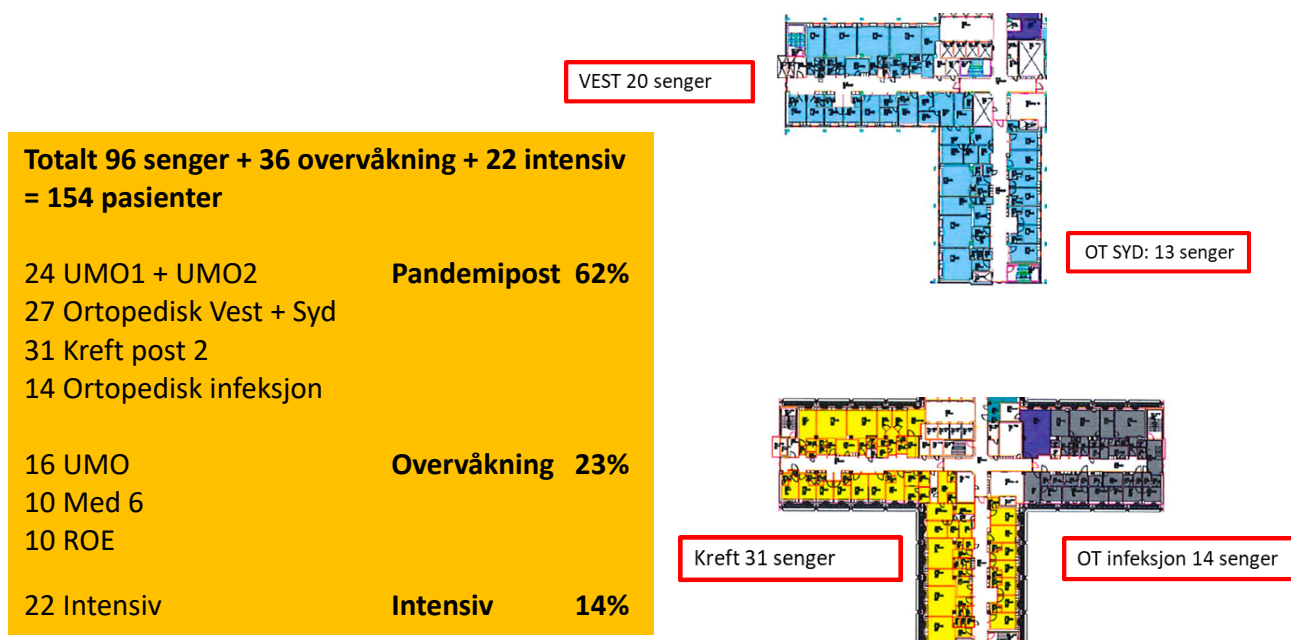 VEST 20 senger
OT SYD: 13 senger
Totalt 96 senger + 36 overvåkning + 22 intensiv
= 154 pasienter
24 UMO1 + UMO2 Pandemipost 62%
27 Ortopedisk Vest + Syd
31 Kreft post 2
14 Ortopedisk infeksjon
16 UMO Overvåkning 23%
10 Med 6
10 ROE
22 Intensiv Intensiv 14%
Kreft 31 senger
OT infeksjon 14 senger